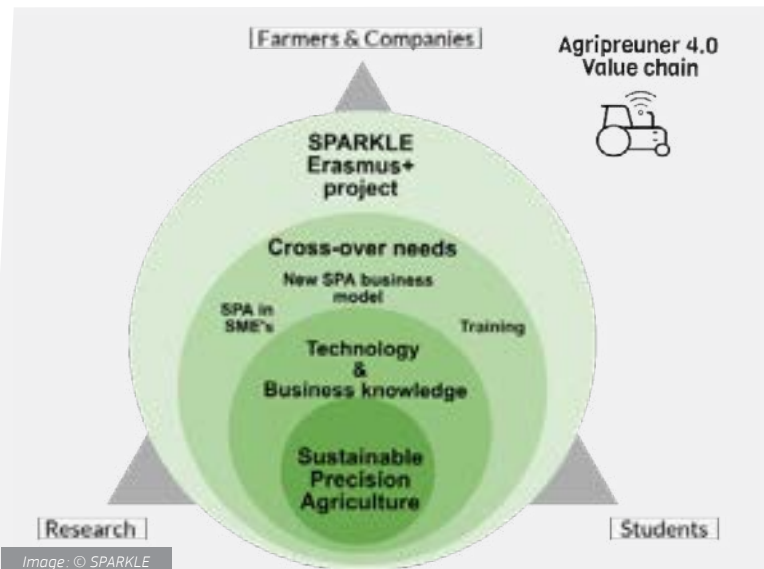 Farmers & Companies
Agripreuner 4.0
Value chain
SPARKLE
Erasmus+
project
Cross-over needs
New SPA business
model
SPA in
SME's
Training
Technology
&
Business knowledge
Sustainable
Precision
Agriculture
Research
Students
Image: © SPARKLE